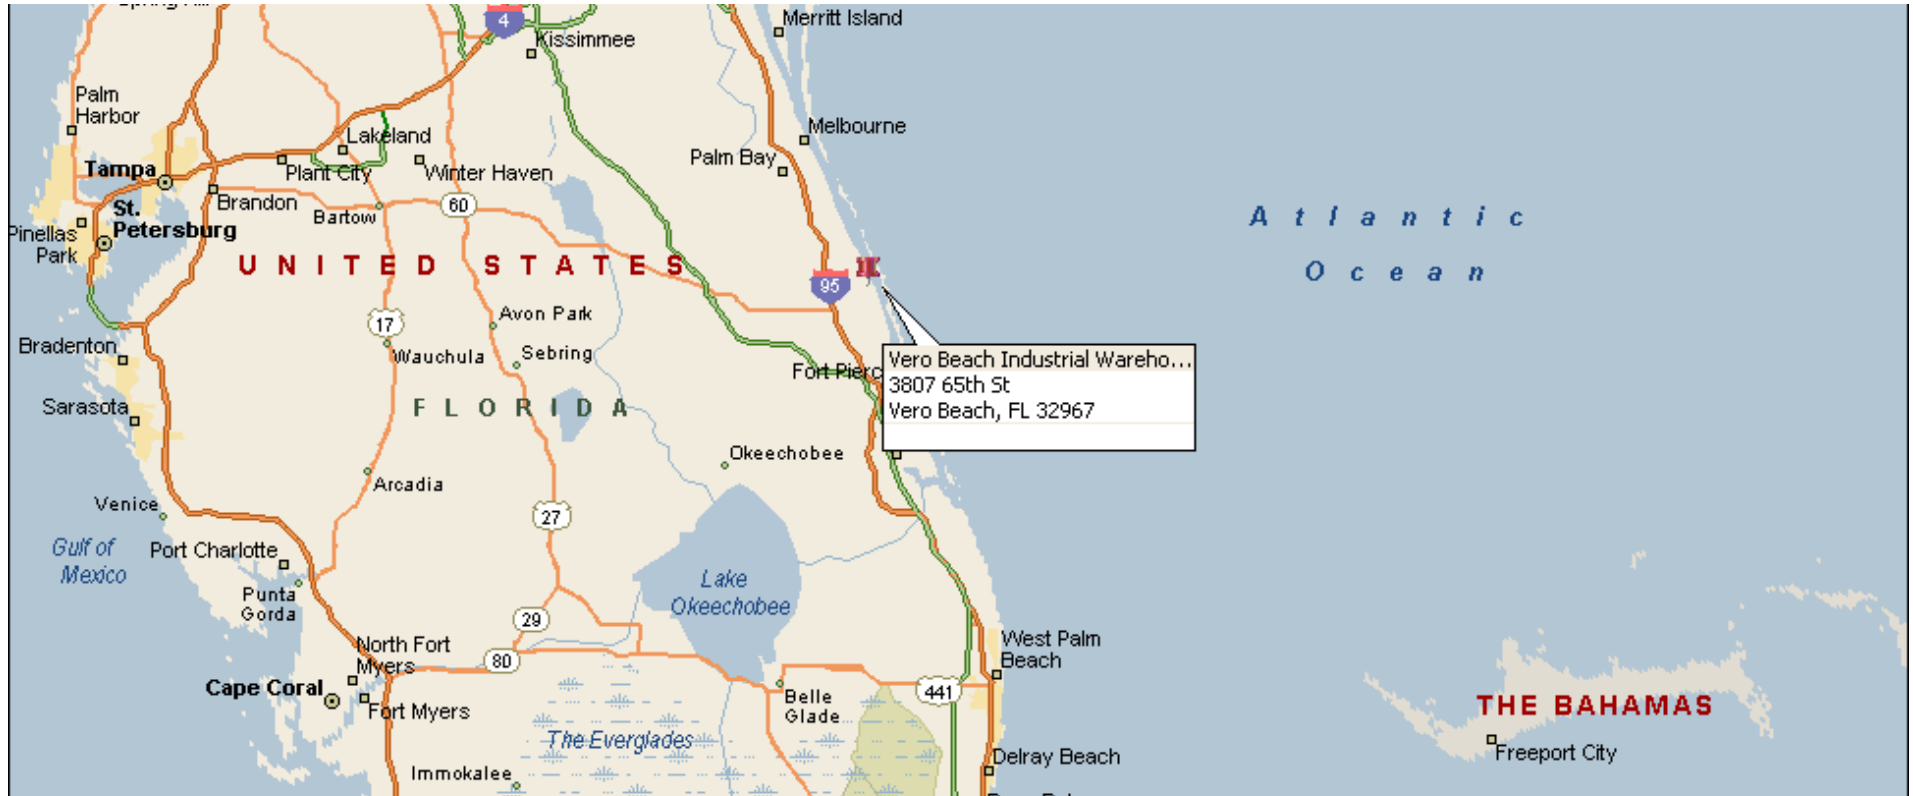 4
Kissimmee
Merritt Island
Palm
Harbor
Lakeland
Melbourne
Palm Bay
Tampa
Plant City
Winter Haven
Brandon
Bartow
60
St.
Petersburg
Pinellas
Park
UNITED STATES
Atlantic
Ocean
95
17
Avon Park
Bradenton
Wauchula
Sebring
Vero Beach Industrial Wareho...
3807 65th St
Vero Beach, FL 32967
Fort Pierc
Sarasota
FLORIDA
Okeechobee
Arcadia
Venice
27
Gulf of
Mexico
Port Charlotte
Lake
Okeechobee
Punta
Gorda
29
North Fort
Myers
80
West Palm
Beach
Cape Coral
Fort Myers
Belle
Glade
441
THE BAHAMAS
The Everglades
Freeport City
Delray Beach
Immokalee